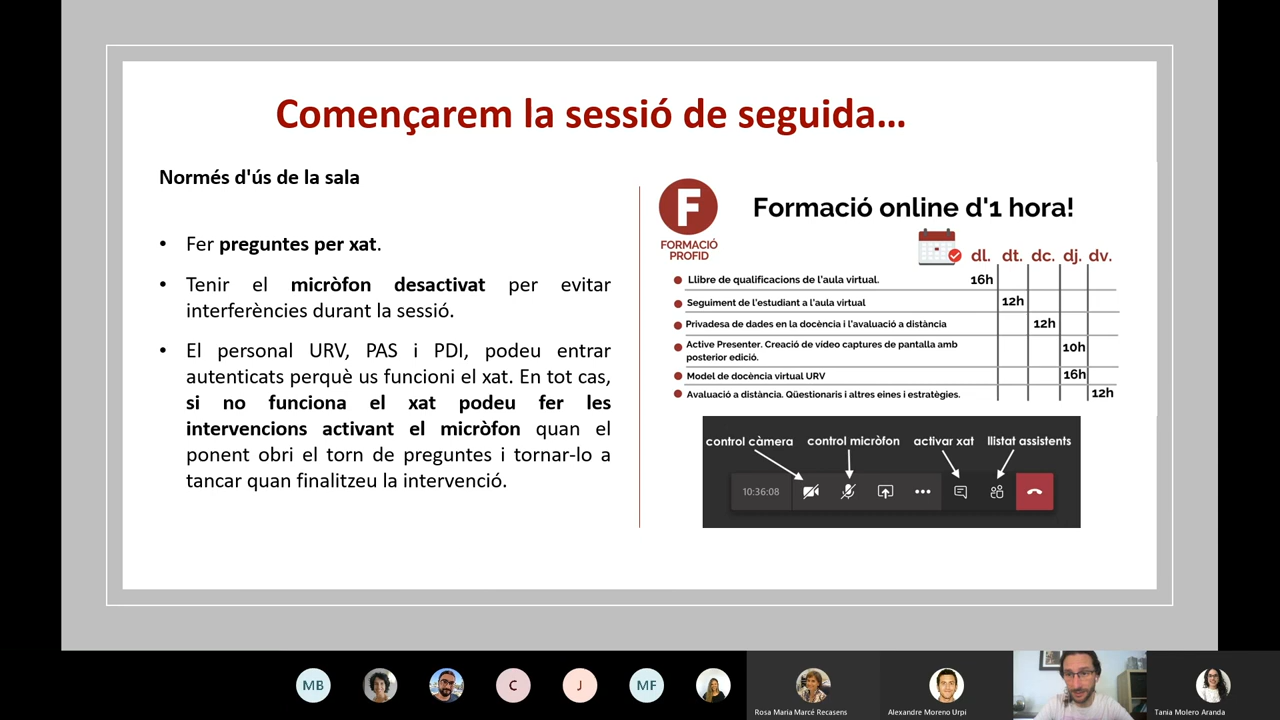 Començarem la sessió de seguida...
Normés d'ús de la sala
• Fer preguntes per xat.
• Tenir el micròfon desactivat per evitar
interferències durant la sessió.
• El personal URV, PAS i PDI, podeu entrar
autenticats perquè us funcioni el xat. En tot cas,
si no funciona el xat podeu fer les
intervencions activant el micròfon quan el
ponent obri el torn de preguntes i tornar-lo a
tancar quan finalitzeu la intervenció.
F
FORMACIÓ
PROFID
Formació online d'1 hora!
dl. dt. dc. dj. dv.
Llibre de qualificacions de l'aula virtual. 16h
Seguiment de l'estudiant a l'aula virtual 12h
Privadesa de dades en la docència i l'avaluació a distància 12h
Active Presenter. Creació de vídeo captures de pantalla amb 10h
posterior edició.
Model de docència virtual URV 16h
Avaluació a distància. Qüestionaris i altres eines i estratègies. 12h
control càmera control micròfon activar xat llistat assistents
10:36:08
MB C J MF
Rosa Maria Marcé Recasens Alexandre Moreno Urpi Tania Molero Aranda